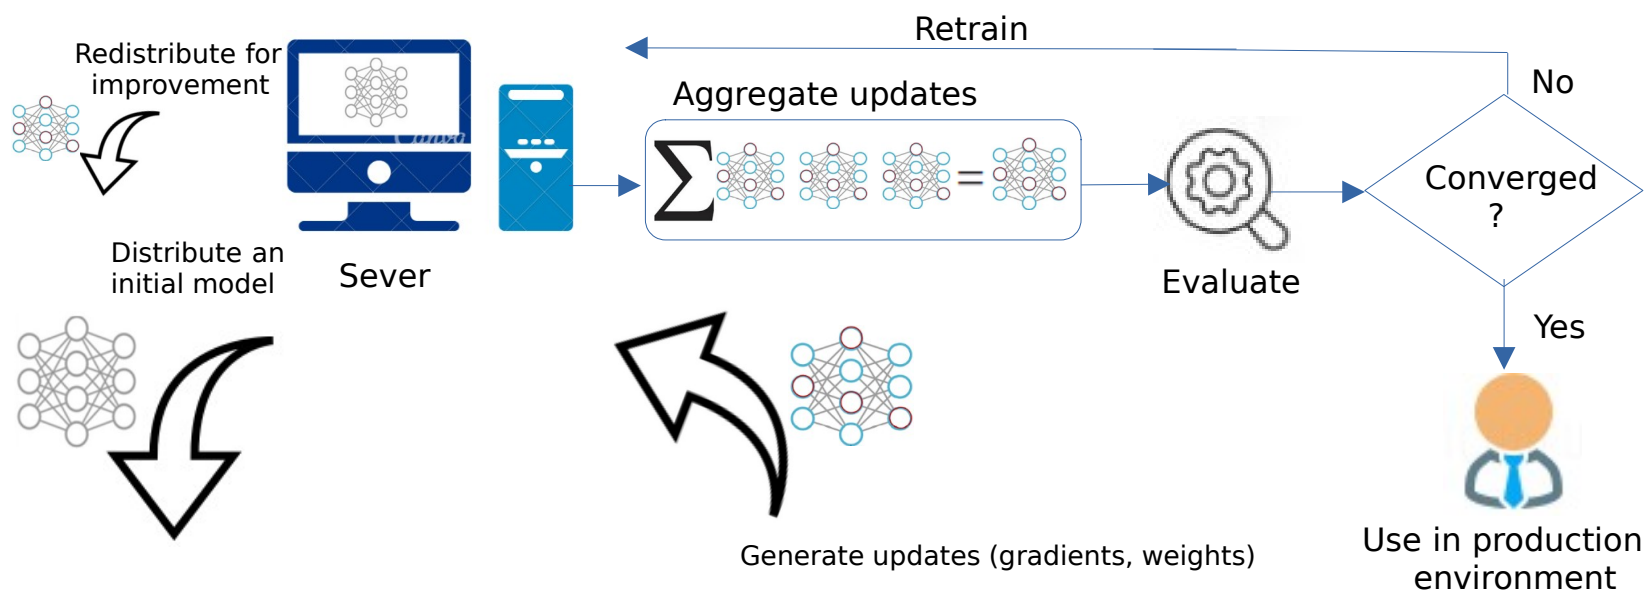 Retrain
Redistribute for
improvement
No
Aggregate updates
Canva
Σ
=
Converged
?
Distribute an
initial model
Sever
Evaluate
Yes
Generate updates (gradients, weights)
Use in production
environment